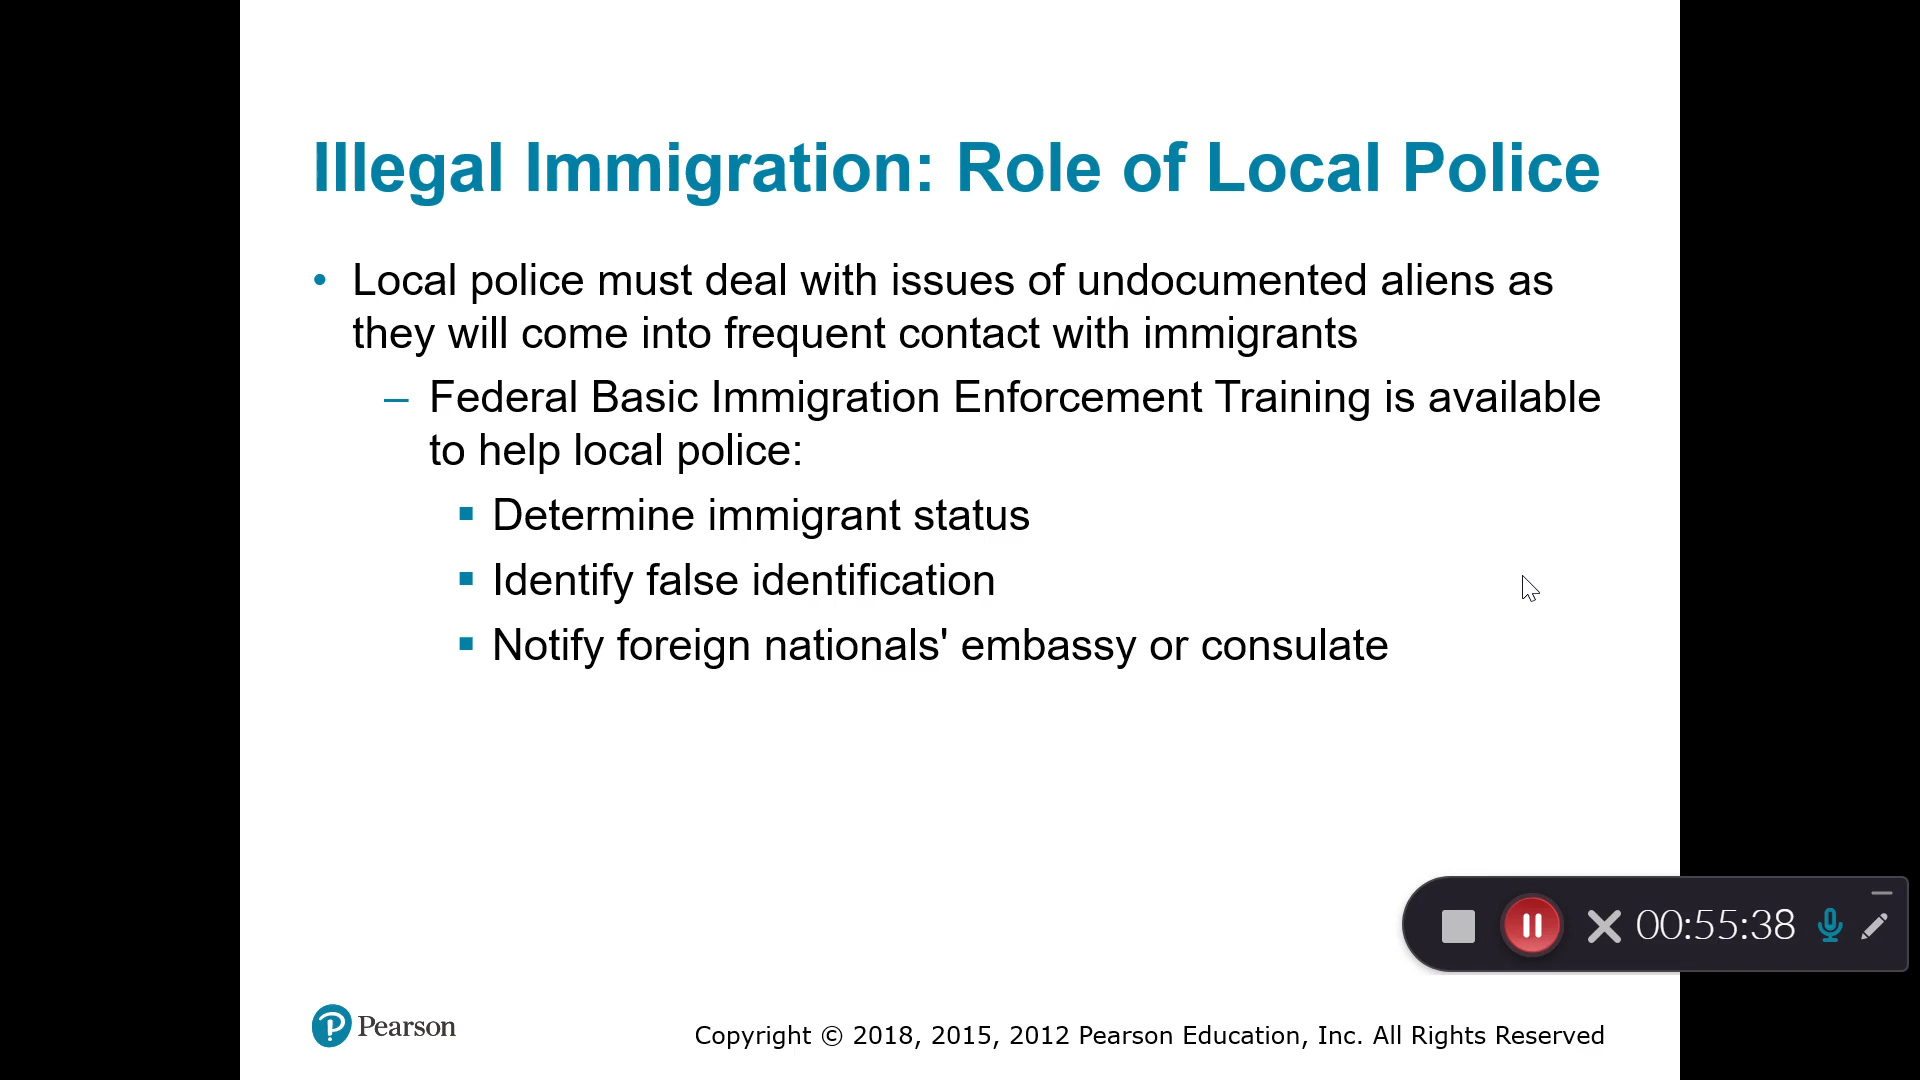 Illegal Immigration: Role of Local Police
• Local police must deal with issues of undocumented aliens as
they will come into frequent contact with immigrants
– Federal Basic Immigration Enforcement Training is available
to help local police:
▪ Determine immigrant status
▪ Identify false identification
▪ Notify foreign nationals' embassy or consulate
00:55:38
Pearson
Copyright © 2018, 2015, 2012 Pearson Education, Inc. All Rights Reserved